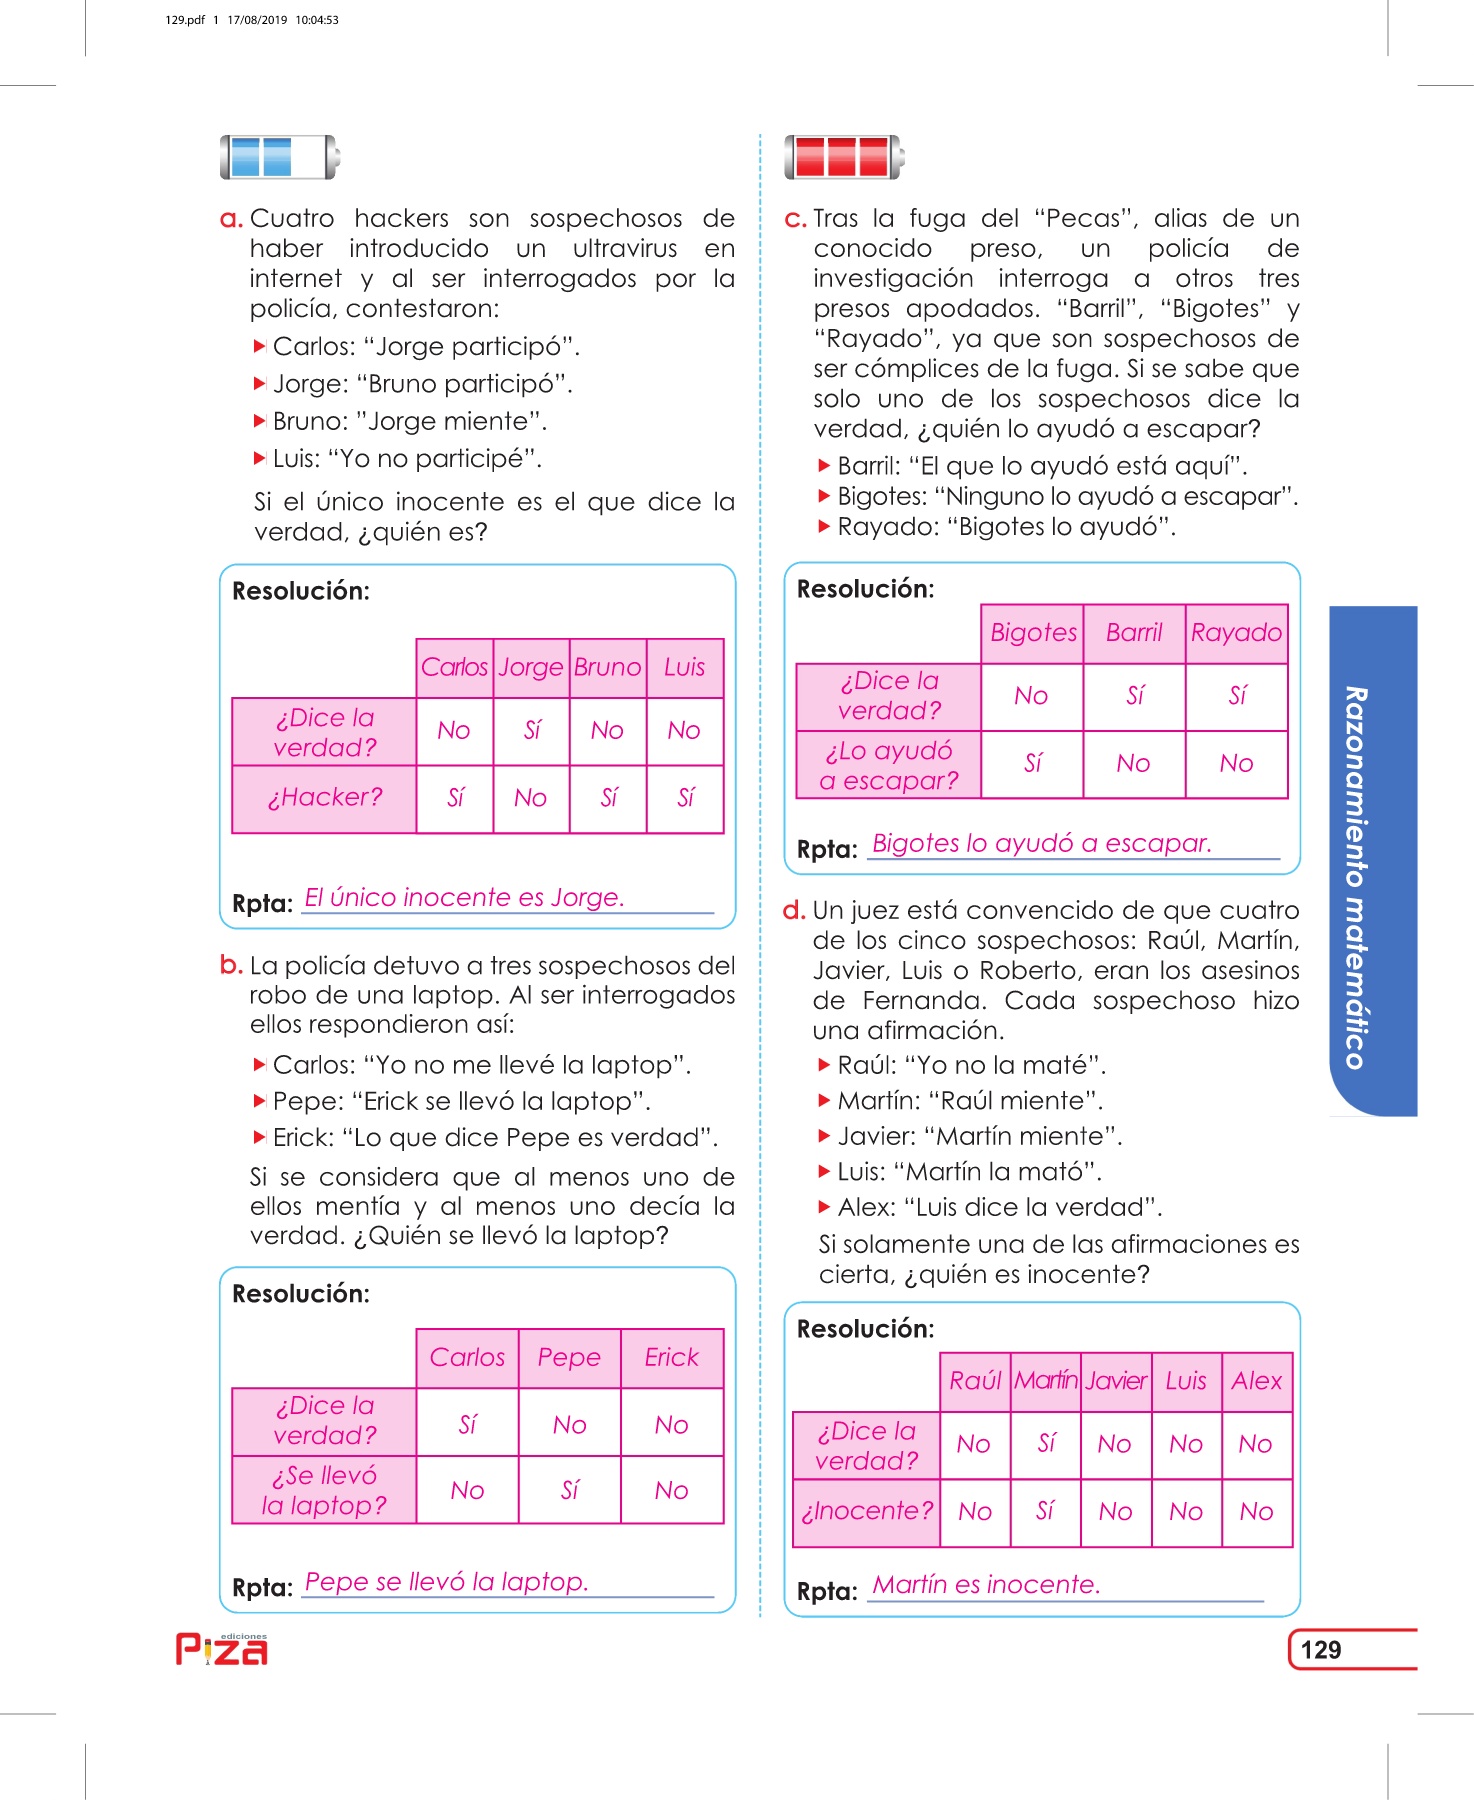 129.pdf 1 17/08/2019 10:04:53
a. Cuatro hackers son sospechosos de
haber introducido un ultravirus en
internet y al ser interrogados por la
policía, contestaron:
Carlos: “Jorge participó”.
Jorge: “Bruno participó”.
Bruno: ”Jorge miente”.
Luis: “Yo no participé”.
Si el único inocente es el que dice la
verdad, ¿quién es?
Resolución:
Carlos Jorge Bruno Luis
¿Dice la
verdad?
No Sí No No
¿Hacker? Sí No Sí Sí
Rpta: El único inocente es Jorge.
b. La policía detuvo a tres sospechosos del
robo de una laptop. Al ser interrogados
ellos respondieron así:
Carlos: “Yo no me llevé la laptop”.
Pepe: “Erick se llevó la laptop”.
Erick: “Lo que dice Pepe es verdad”.
Si se considera que al menos uno de
ellos mentía y al menos uno decía la
verdad. ¿Quién se llevó la laptop?
Resolución:
Carlos Pepe Erick
¿Dice la
verdad?
Sí No No
¿Se llevó
la laptop?
No Sí No
Rpta: Pepe se llevó la laptop.
c. Tras la fuga del “Pecas”, alias de un
conocido preso, un policía de
investigación interroga a otros tres
presos apodados. “Barril”, “Bigotes” y
“Rayado”, ya que son sospechosos de
ser cómplices de la fuga. Si se sabe que
solo uno de los sospechosos dice la
verdad, ¿quién lo ayudó a escapar?
Barril: “El que lo ayudó está aquí”.
Bigotes: “Ninguno lo ayudó a escapar”.
Rayado: “Bigotes lo ayudó”.
Resolución:
Bigotes Barril Rayado
¿Dice la
verdad?
No Sí Sí
¿Lo ayudó
a escapar?
Sí No No
Rpta: Bigotes lo ayudó a escapar.
d. Un juez está convencido de que cuatro
de los cinco sospechosos: Raúl, Martín,
Javier, Luis o Roberto, eran los asesinos
de Fernanda. Cada sospechoso hizo
una afirmación.
Raúl: “Yo no la maté”.
Martín: “Raúl miente”.
Javier: “Martín miente”.
Luis: “Martín la mató”.
Alex: “Luis dice la verdad”.
Si solamente una de las afirmaciones es
cierta, ¿quién es inocente?
Resolución:
Raúl Martín Javier Luis Alex
¿Dice la
verdad?
No Sí No No No
¿Inocente? No Sí No No No
Rpta: Martín es inocente.
Razonamiento matemático
ediciones
Piza
129